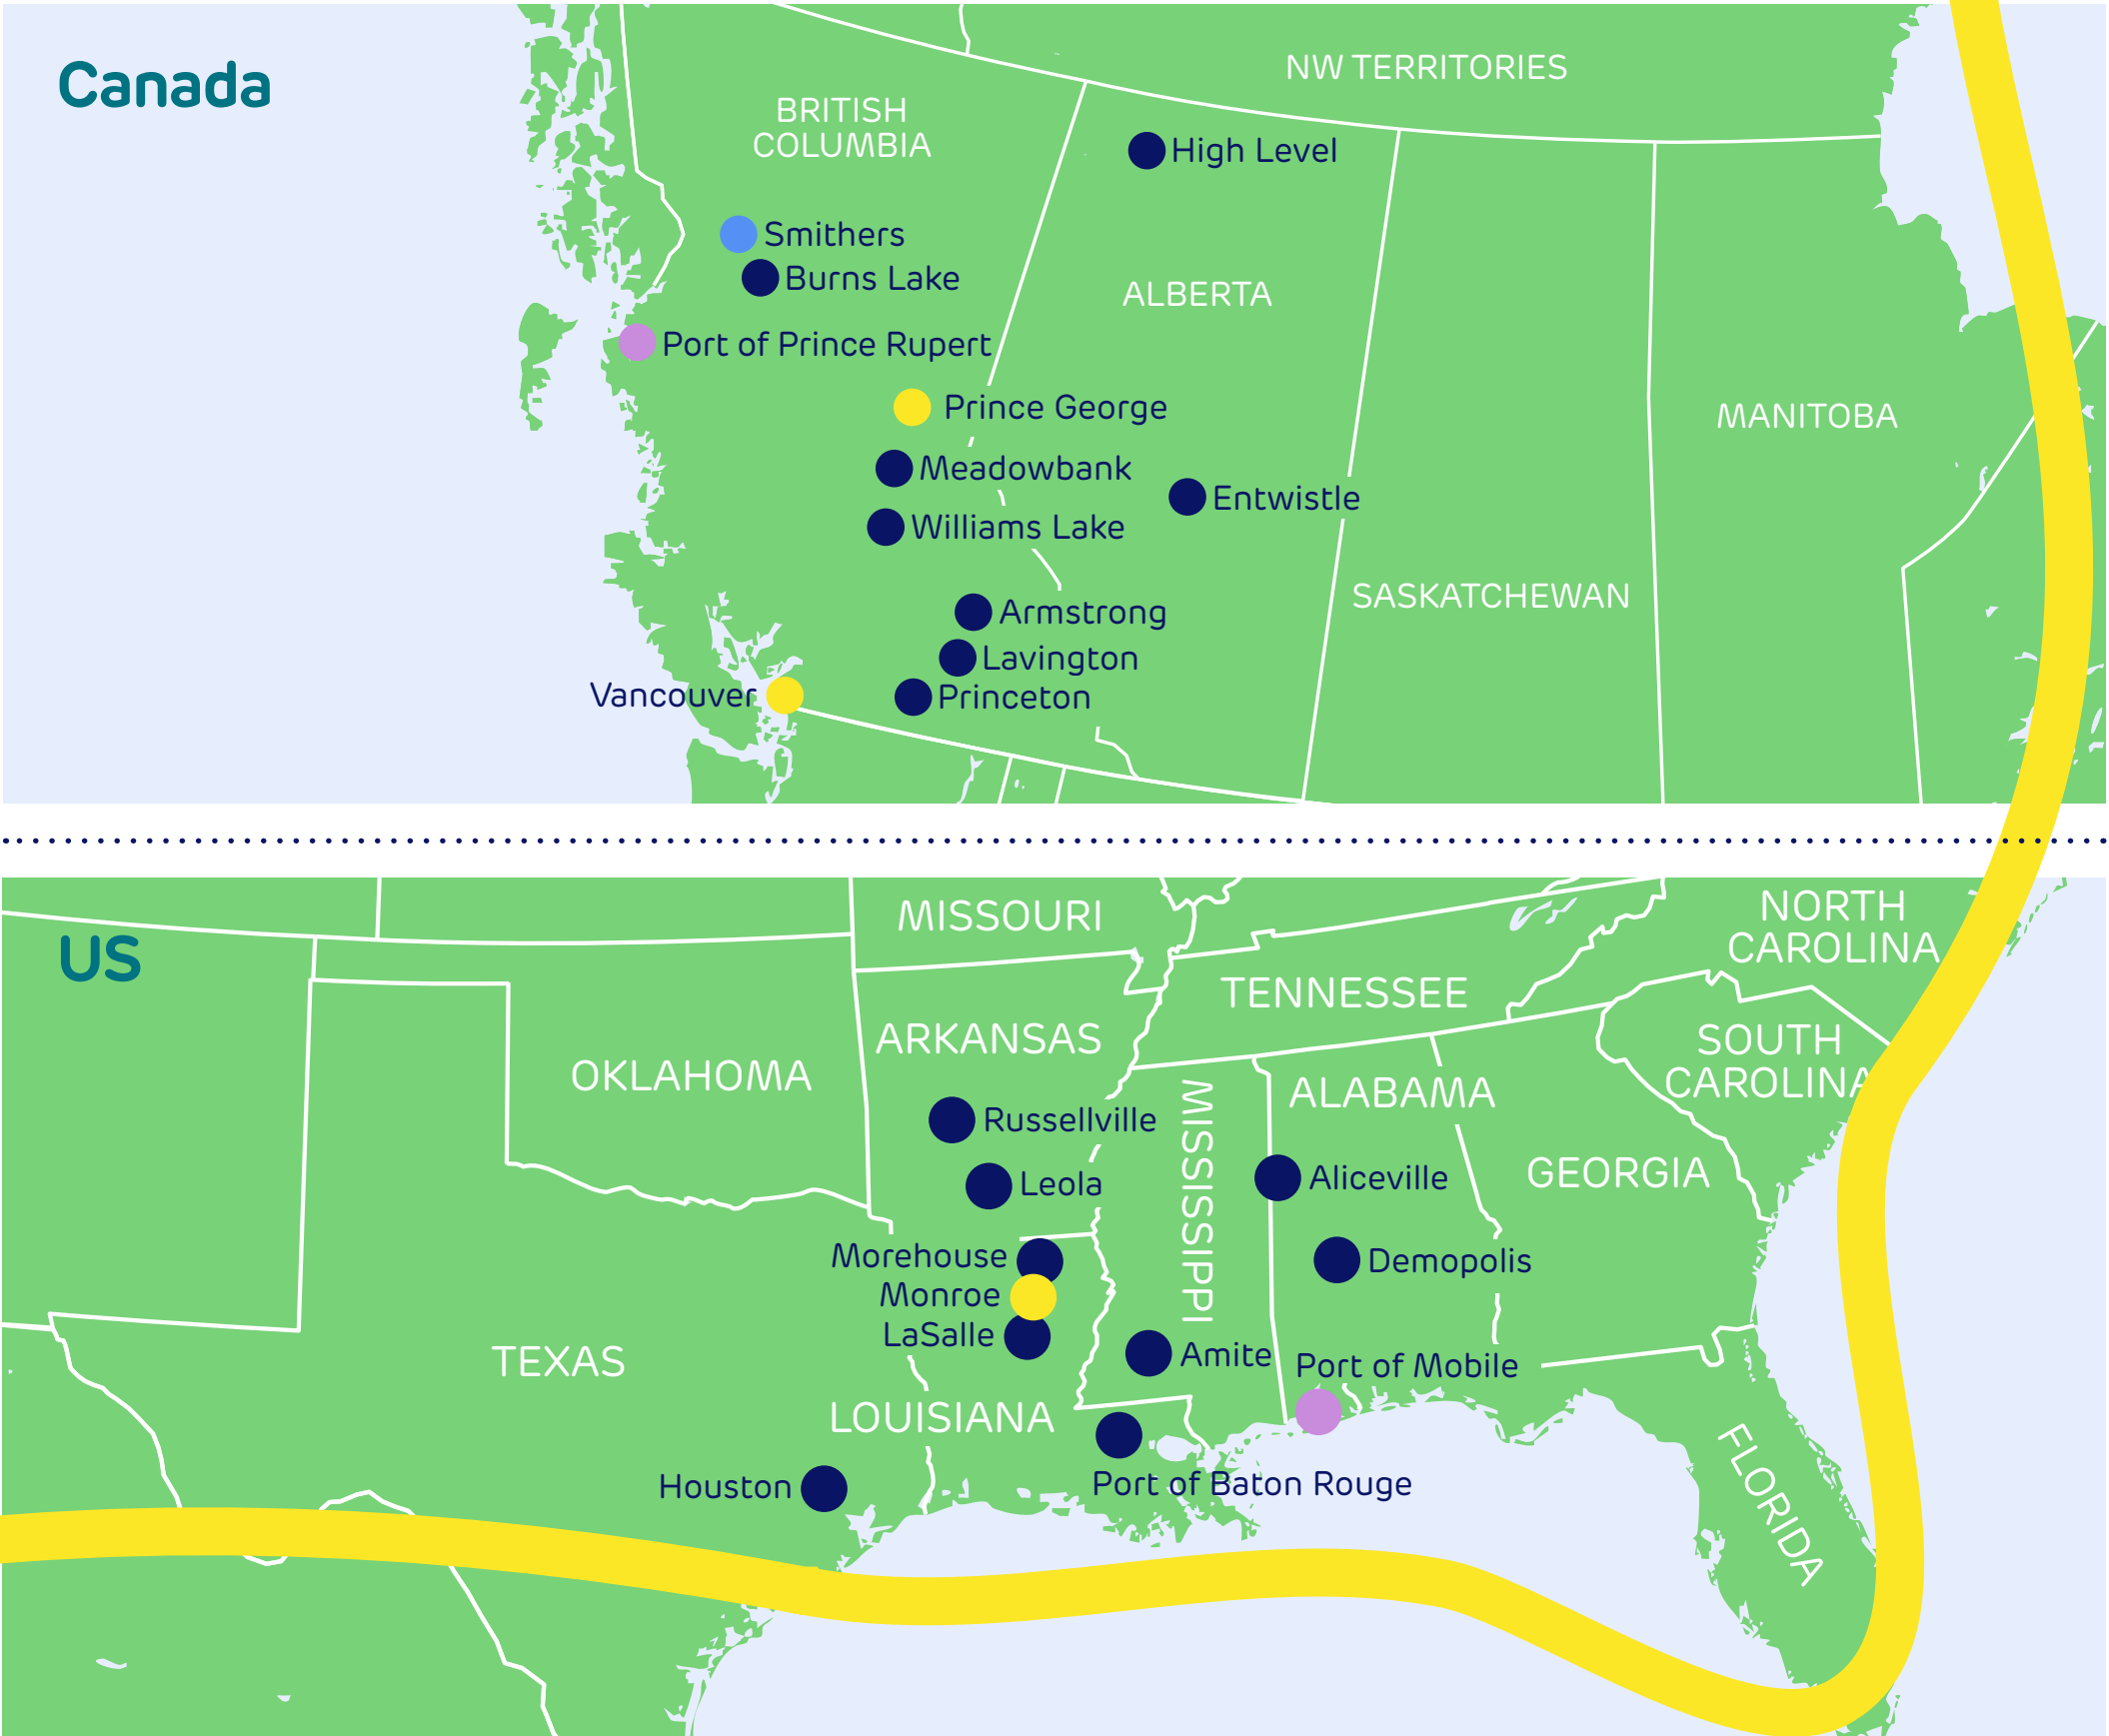 Canada
NW TERRITORIES
BRITISH
COLUMBIA
High Level
Smithers
Burns Lake
ALBERTA
Port of Prince Rupert
Prince George
MANITOBA
Meadowbank
Entwistle
Williams Lake
SASKATCHEWAN
Armstrong
Lavington
Vancouver
Princeton
US
MISSOURI
NORTH
CAROLINA
TENNESSEE
ARKANSAS
SOUTH
CAROLINA
OKLAHOMA
MISSISSIPPI
ALABAMA
Russellville
GEORGIA
Leola
Aliceville
Morehouse
Demopolis
Monroe
LaSalle
TEXAS
Amite
Port of Mobile
LOUISIANA
FLORIDA
Houston
Port of Baton Rouge